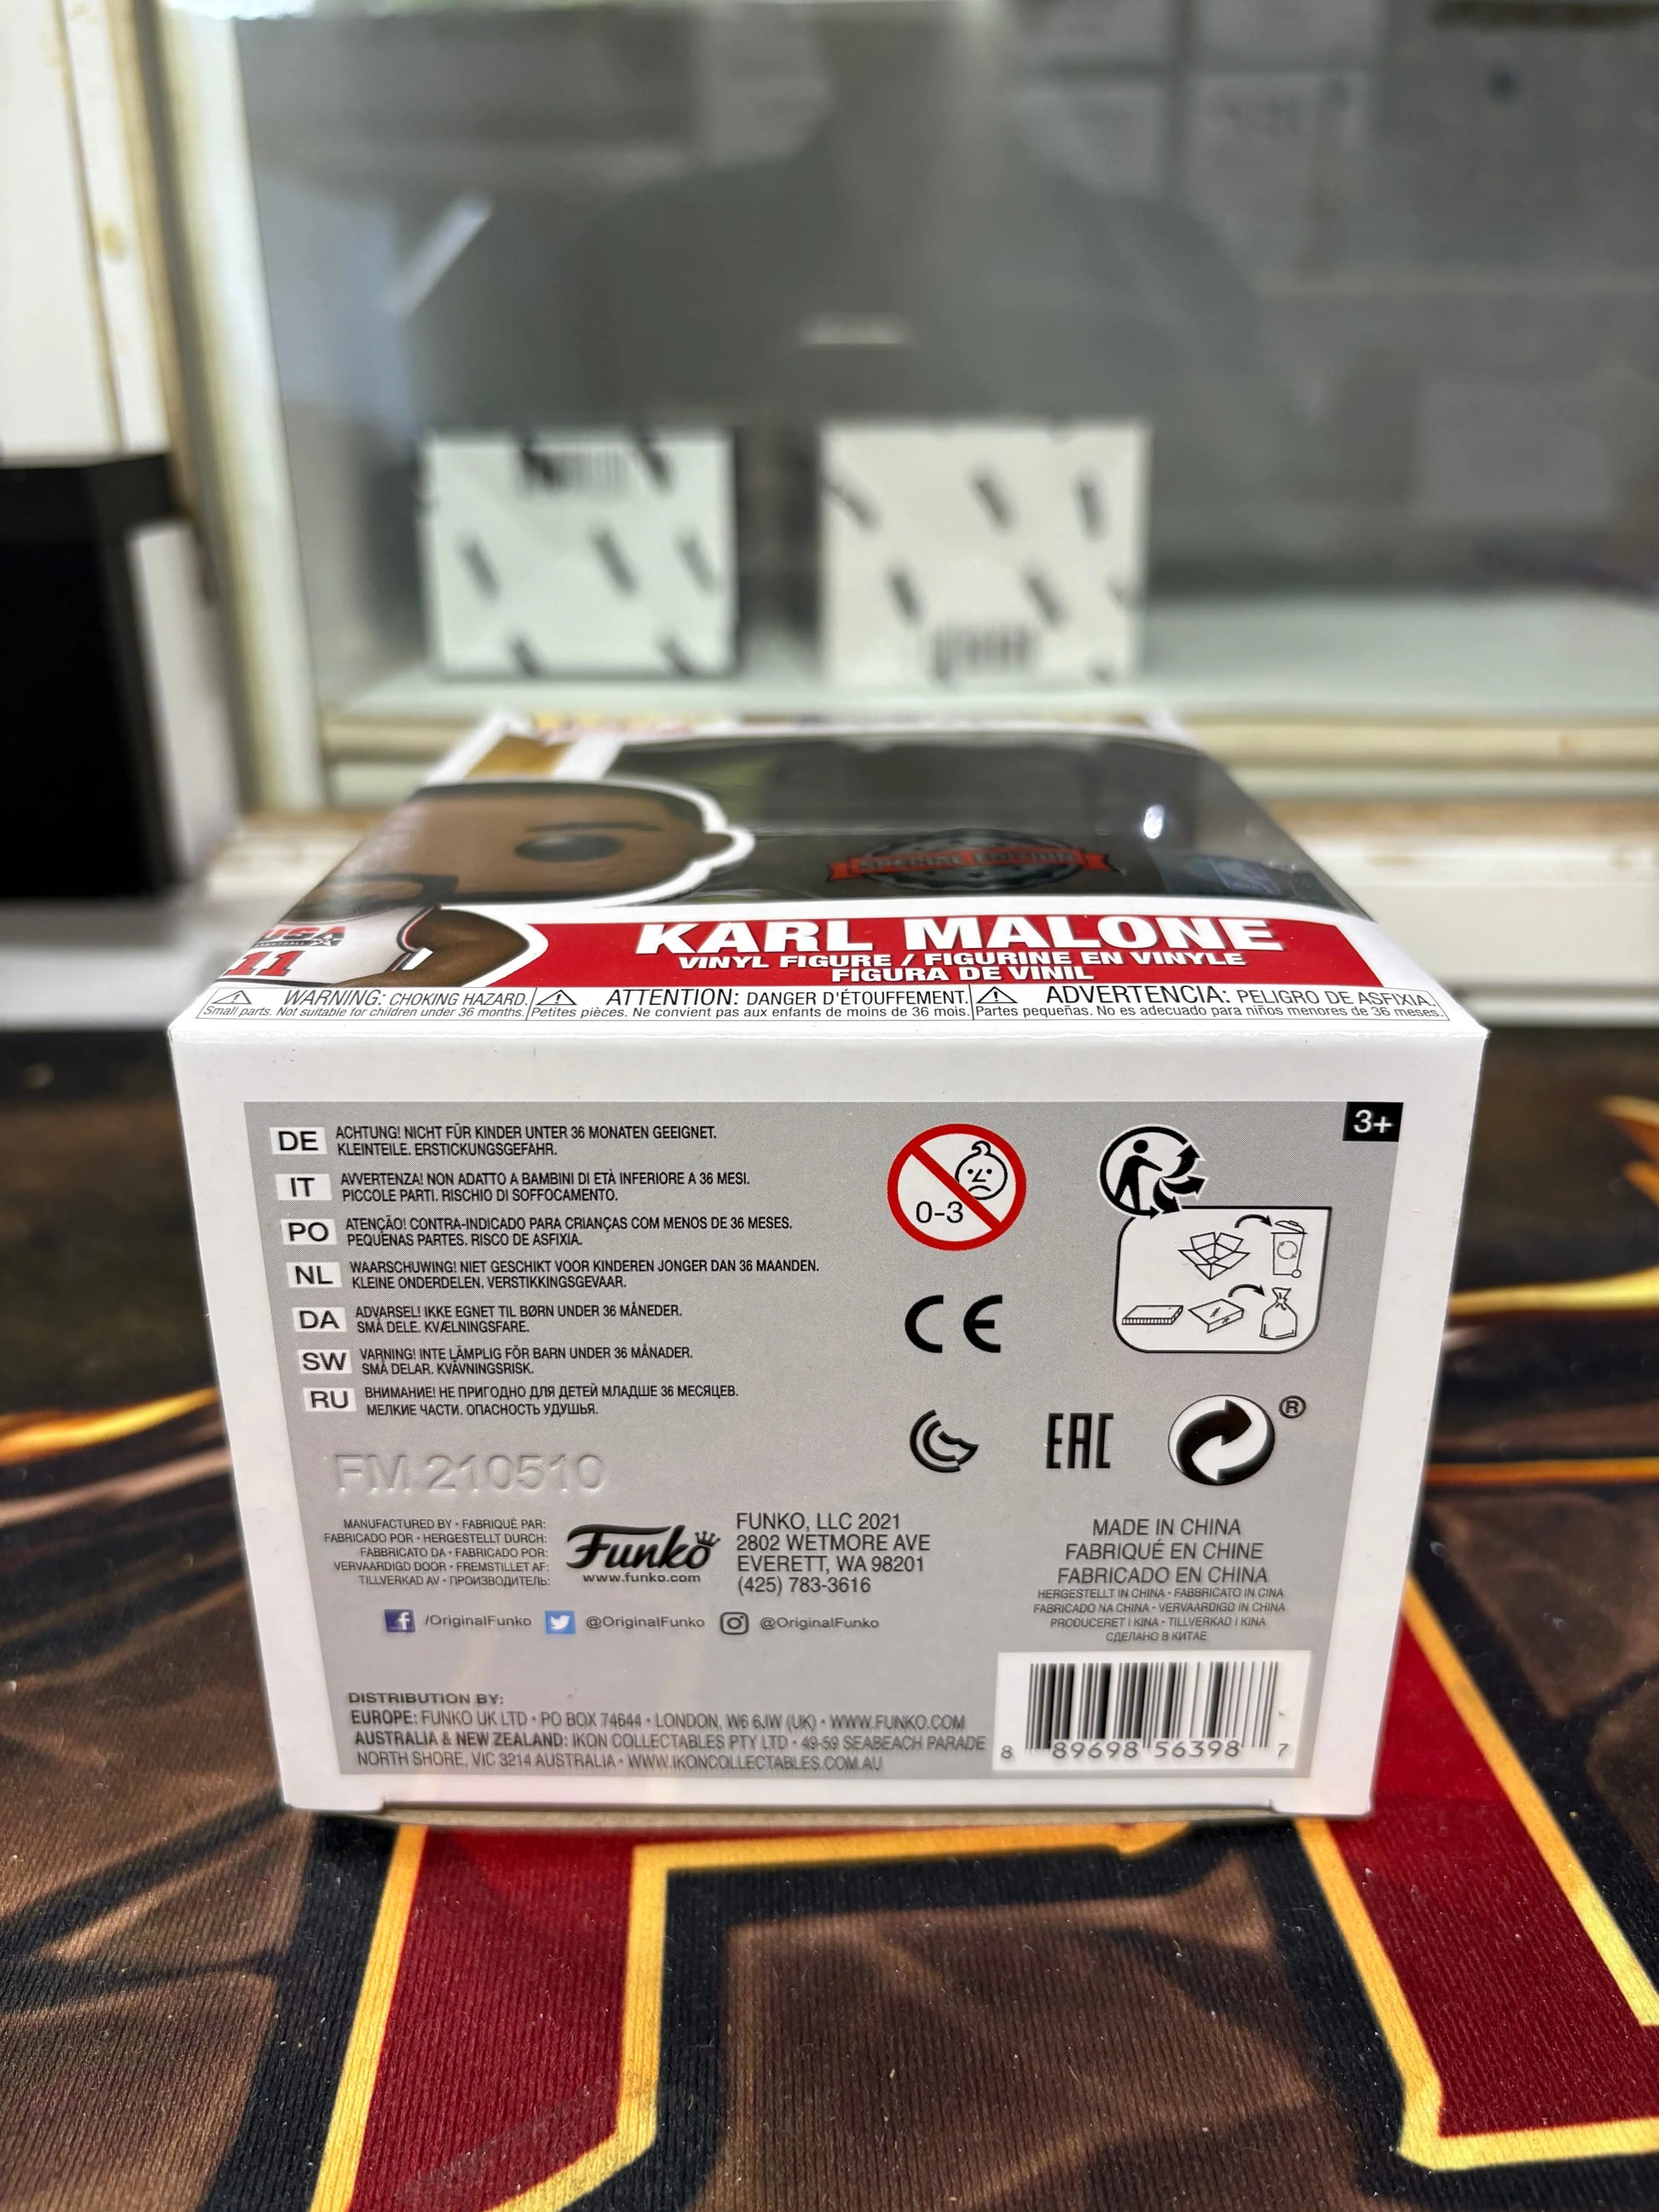 SPECIAL EDITION
USA
BASKETBALL
11
KARL MALONE
VINYL FIGURE / FIGURINE EN VINYLE
FIGURA DE VINIL
WARNING: CHOKING HAZARD.
Small parts. Not suitable for children under 36 months.
ATTENTION: DANGER D'ÉTOUFFEMENT.
Petites pièces. Ne convient pas aux enfants de moins de 36 mois.
ADVERTENCIA: PELIGRO DE ASFIXIA.
Partes pequeñas. No es adecuado para niños menores de 36 meses.
3+
DE ACHTUNG! NICHT FÜR KINDER UNTER 36 MONATEN GEEIGNET.
KLEINTEILE. ERSTICKUNGSGEFAHR.
IT AVVERTENZA! NON ADATTO A BAMBINI DI ETÀ INFERIORE A 36 MESI.
PICCOLE PARTI. RISCHIO DI SOFFOCAMENTO.
PO ATENÇÃO! CONTRA-INDICADO PARA CRIANÇAS COM MENOS DE 36 MESES.
PEQUENAS PARTES. RISCO DE ASFIXIA.
NL WAARSCHUWING! NIET GESCHIKT VOOR KINDEREN JONGER DAN 36 MAANDEN.
KLEINE ONDERDELEN. VERSTIKKINGSGEVAAR.
DA ADVARSEL! IKKE EGNET TIL BØRN UNDER 36 MÅNEDER.
SMÅ DELE. KVÆLNINGSFARE.
SW VARNING! INTE LÄMPLIG FÖR BARN UNDER 36 MÅNADER.
SMÅ DELAR. KVÄVNINGSRISK.
RU ВНИМАНИЕ! НЕ ПРИГОДНО ДЛЯ ДЕТЕЙ МЛАДШЕ 36 МЕСЯЦЕВ.
МЕЛКИЕ ЧАСТИ. ОПАСНОСТЬ УДУШЬЯ.
0-3
CE
EAC
®
FM 210510
MANUFACTURED BY • FABRIQUÉ PAR:
FABRICADO POR • HERGESTELLT DURCH:
FABBRICATO DA • FABRICADO POR:
VERVAARDIGD DOOR • FREMSTILLET AF:
TILLVERKAD AV • ПРОИЗВОДИТЕЛЬ:
Funko
www.funko.com
FUNKO, LLC 2021
2802 WETMORE AVE
EVERETT, WA 98201
(425) 783-3616
MADE IN CHINA
FABRIQUÉ EN CHINE
FABRICADO EN CHINA
HERGESTELLT IN CHINA • FABBRICATO IN CINA
FABRICADO NA CHINA • VERVAARDIGD IN CHINA
PRODUCERET I KINA • TILLVERKAD I KINA
СДЕЛАНО В КИТАЕ
/OriginalFunko @OriginalFunko @OriginalFunko
DISTRIBUTION BY:
EUROPE: FUNKO UK LTD • PO BOX 74644 • LONDON, W6 6JW (UK) • WWW.FUNKO.COM
AUSTRALIA & NEW ZEALAND: IKON COLLECTABLES PTY LTD • 49-59 SEABEACH PARADE
NORTH SHORE, VIC 3214 AUSTRALIA • WWW.IKONCOLLECTABLES.COM.AU
8 89698 56398 7